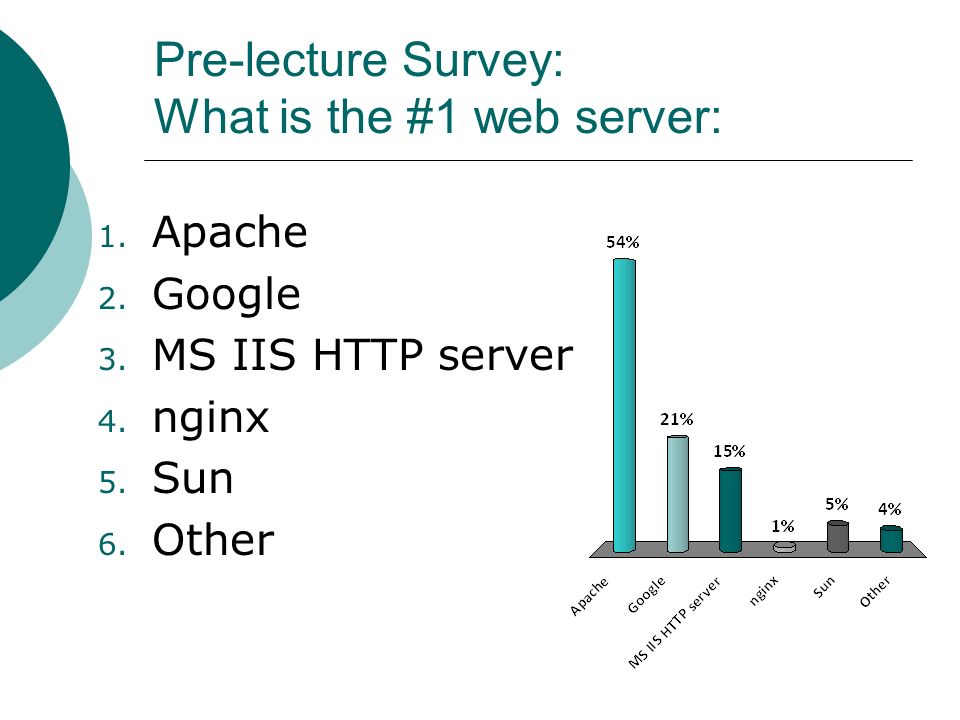 Pre-lecture Survey:
What is the #1 web server:
1. Apache
2. Google
3. MS IIS HTTP server
4. nginx
5. Sun
6. Other
54%
21%
15%
1%
5%
4%
Apache
Google
MS IIS HTTP server
nginx
Sun
Other